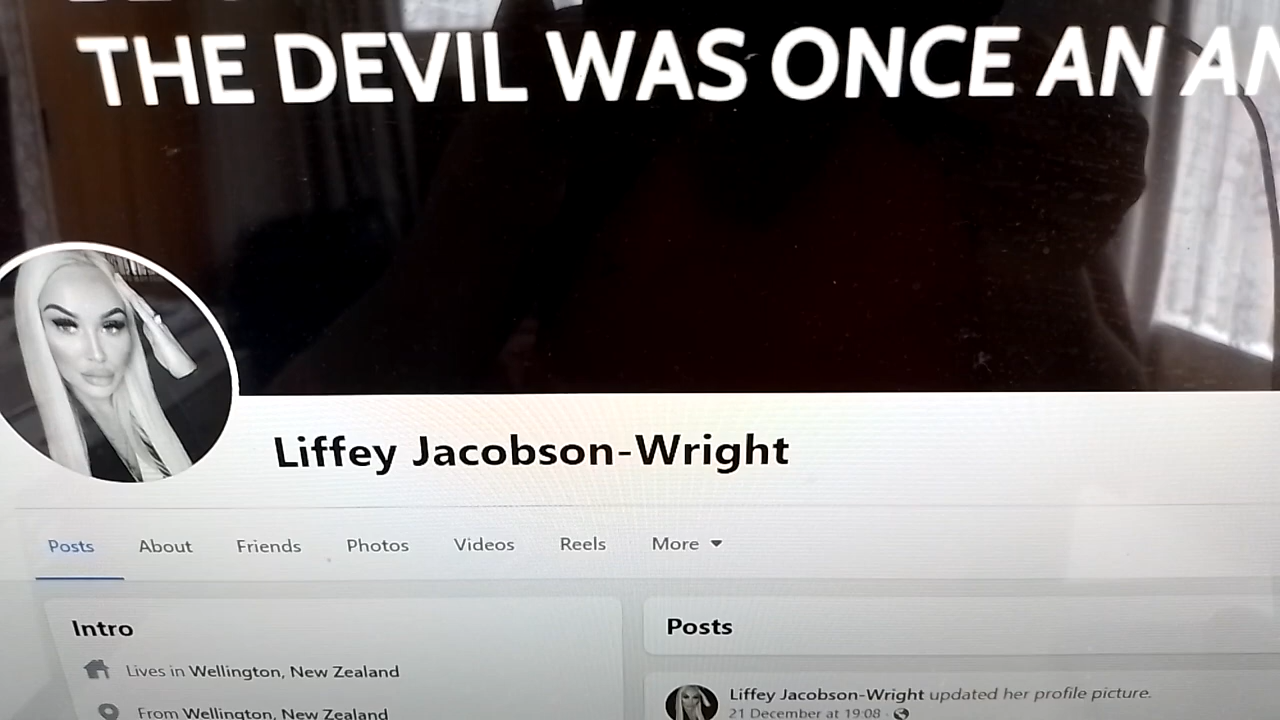 THE DEVIL WAS ONCE AN AN
Liffey Jacobson-Wright
Posts About Friends Photos Videos Reels More
Intro
Lives in Wellington, New Zealand
From Wellington, New Zealand
Posts
Liffey Jacobson-Wright updated her profile picture.
21 December at 19:08 ·